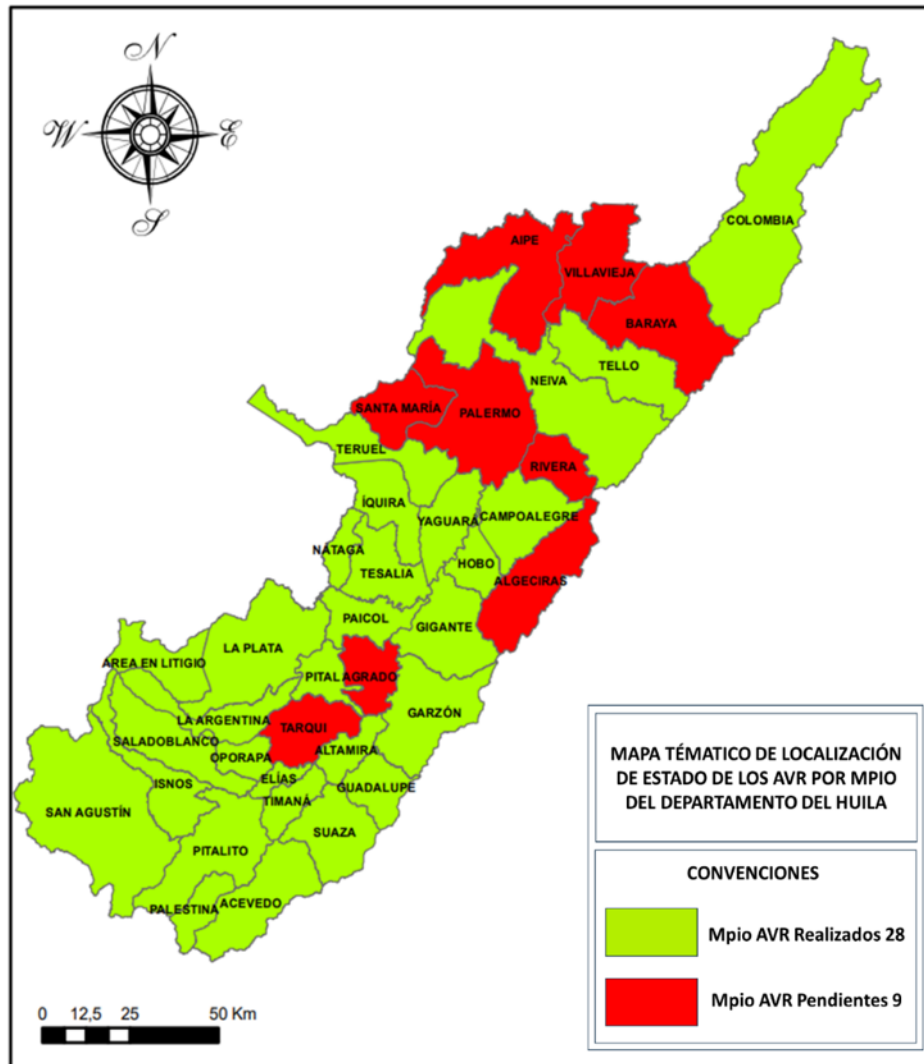 N
W
E
S
COLOMBIA
AIPE
VILLAVIEJA
BARAYA
TELLO
NEIVA
SANTA MARÍA
PALERMO
TERUEL
RIVERA
ÍQUIRA
YAGUARÁ
CAMPOALEGRE
NÁTAGA
HOBO
TESALIA
ALGECIRAS
PAICOL
GIGANTE
LA PLATA
AREA EN LITIGIO
PITAL
AGRADO
GARZÓN
LA ARGENTINA
TARQUI
SALADOBLANCO
ALTAMIRA
OPORAPA
ELÍAS
ISNOS
GUADALUPE
TIMANÁ
SAN AGUSTÍN
SUAZA
PITALITO
ACEVEDO
PALESTINA
MAPA TÉMATICO DE LOCALIZACIÓN
DE ESTADO DE LOS AVR POR MPIO
DEL DEPARTAMENTO DEL HUILA
CONVENCIONES
Mpio AVR Realizados 28
Mpio AVR Pendientes 9
0 12,5 25 50 Km